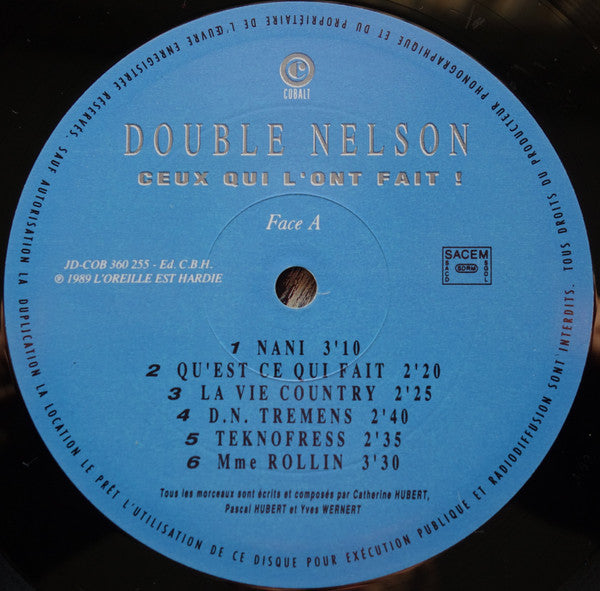 COBALT
DOUBLE NELSON
CEUX QUI L'ONT FAIT !
Face A
JD-COB 360 255 - Ed. C.B.H.
℗ 1989 L'OREILLE EST HARDIE
SACEM
SACD SDRM SGDL
1 NANI 3'10
2 QU'EST CE QUI FAIT 2'20
3 LA VIE COUNTRY 2'25
4 D.N. TREMENS 2'40
5 TEKNOFRESS 2'35
6 Mme ROLLIN 3'30
Tous les morceaux sont écrits et composés par Catherine HUBERT,
Pascal HUBERT et Yves WERNERT
TOUS DROITS DU PRODUCTEUR PHONOGRAPHIQUE ET DU PROPRIÉTAIRE DE L'ŒUVRE ENREGISTRÉE RÉSERVÉS. SAUF AUTORISATION LA DUPLICATION LA LOCATION LE PRÊT L'UTILISATION DE CE DISQUE POUR EXÉCUTION PUBLIQUE ET RADIODIFFUSION SONT INTERDITS.